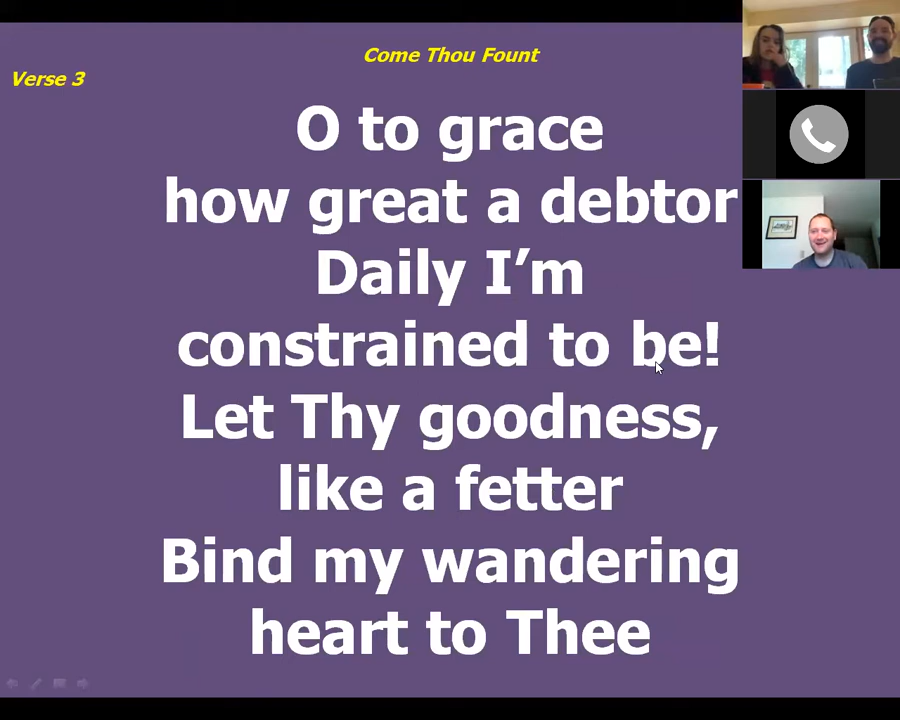 Come Thou Fount
Verse 3
O to grace
how great a debtor
Daily I’m
constrained to be!
Let Thy goodness,
like a fetter
Bind my wandering
heart to Thee